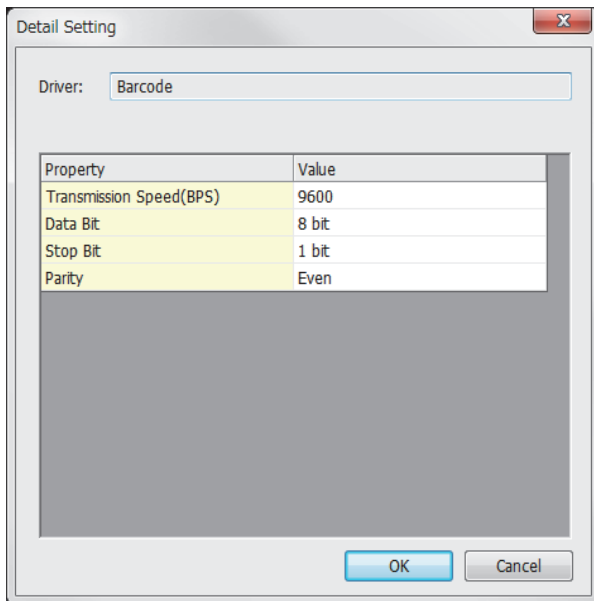 Detail Setting
Driver: Barcode
Property Value
Transmission Speed(BPS) 9600
Data Bit 8 bit
Stop Bit 1 bit
Parity Even
OK Cancel